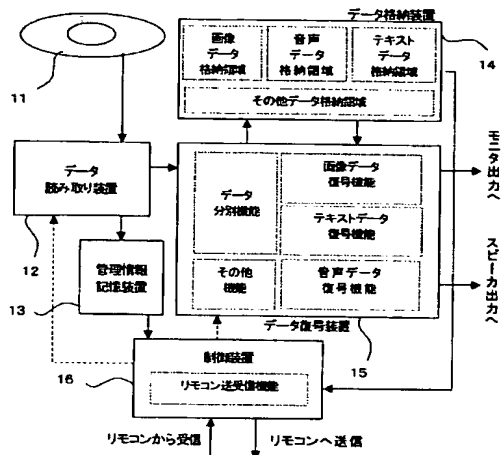 データ格納装置
画像
データ
格納領域
音声
データ
格納領域
テキスト
データ
格納領域
その他データ格納領域
14
11
データ
読み取り装置
12
データ
分別機能
画像データ
復号機能
テキストデータ
復号機能
その他
機能
音声データ
復号機能
データ復号装置
15
モニタ出力へ
スピーカ出力へ
管理情報
記憶装置
13
制御装置
リモコン送受信機能
16
リモコンから受信
リモコンへ送信